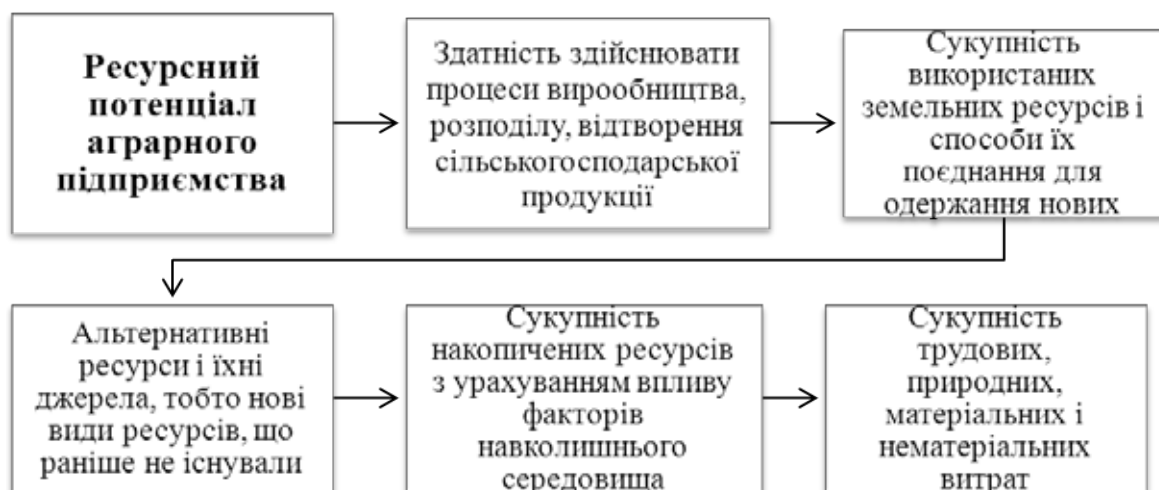 Ресурсний
потенціал
аграрного
підприємства
Здатність здійснювати
процеси вирообництва,
розподілу, відтворення
сільськогосподарської
продукції
Сукупність
використаних
земельних ресурсів і
способи їх
поєднання для
одержання нових
Альтернативні
ресурси і їхні
джерела, тобто нові
види ресурсів, що
раніше не існували
Сукупність
накопичених ресурсів
з урахуванням впливу
факторів
навколишнього
середовища
Сукупність
трудових,
природних,
матеріальних і
нематеріальних
витрат